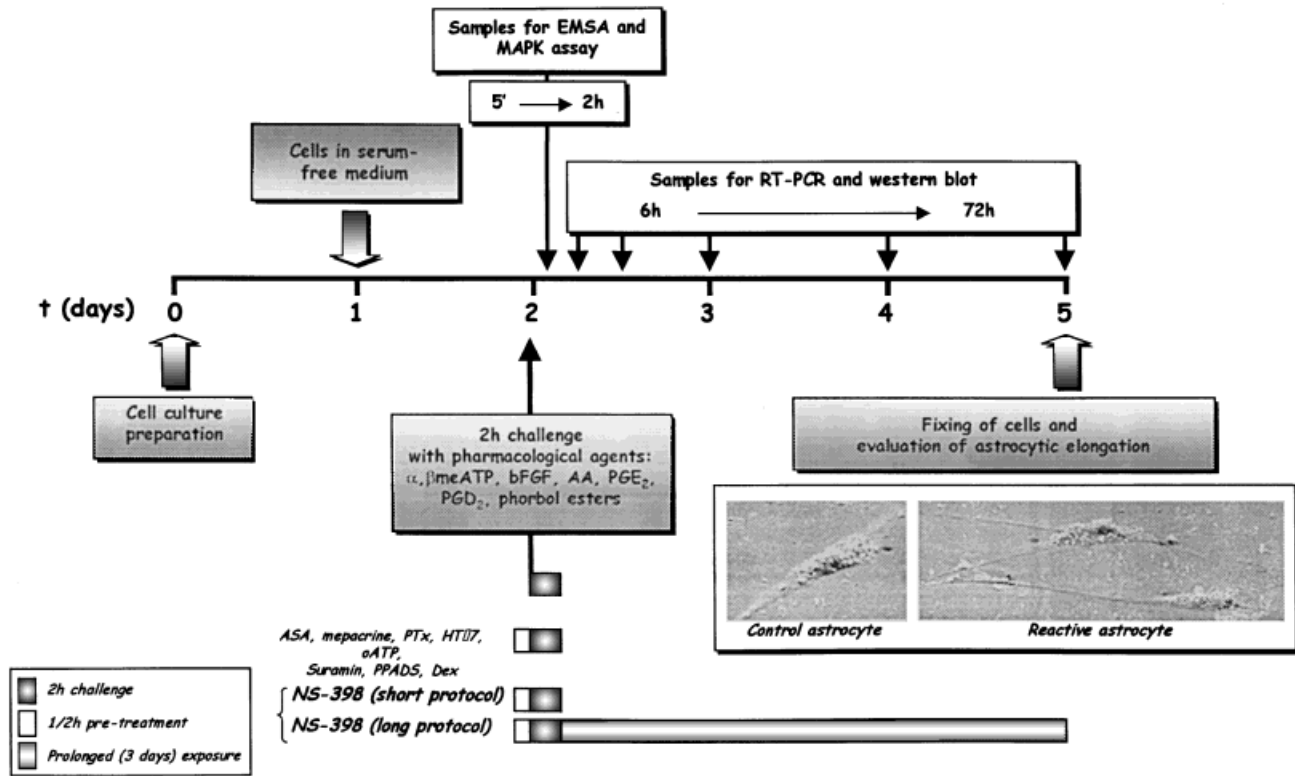 Samples for EMSA and
MAPK assay
5' 2h
Cells in serum-
free medium
Samples for RT-PCR and western blot
6h 72h
t (days) 0 1 2 3 4 5
Cell culture
preparation
2h challenge
with pharmacological agents:
α,βmeATP, bFGF, AA, PGE₂,
PGD₂, phorbol esters
Fixing of cells and
evaluation of astrocytic elongation
Control astrocyte Reactive astrocyte
ASA, mepacrine, PTx, HT▯7,
oATP,
Suramin, PPADS, Dex
NS-398 (short protocol)
NS-398 (long protocol)
2h challenge
1/2h pre-treatment
Prolonged (3 days) exposure